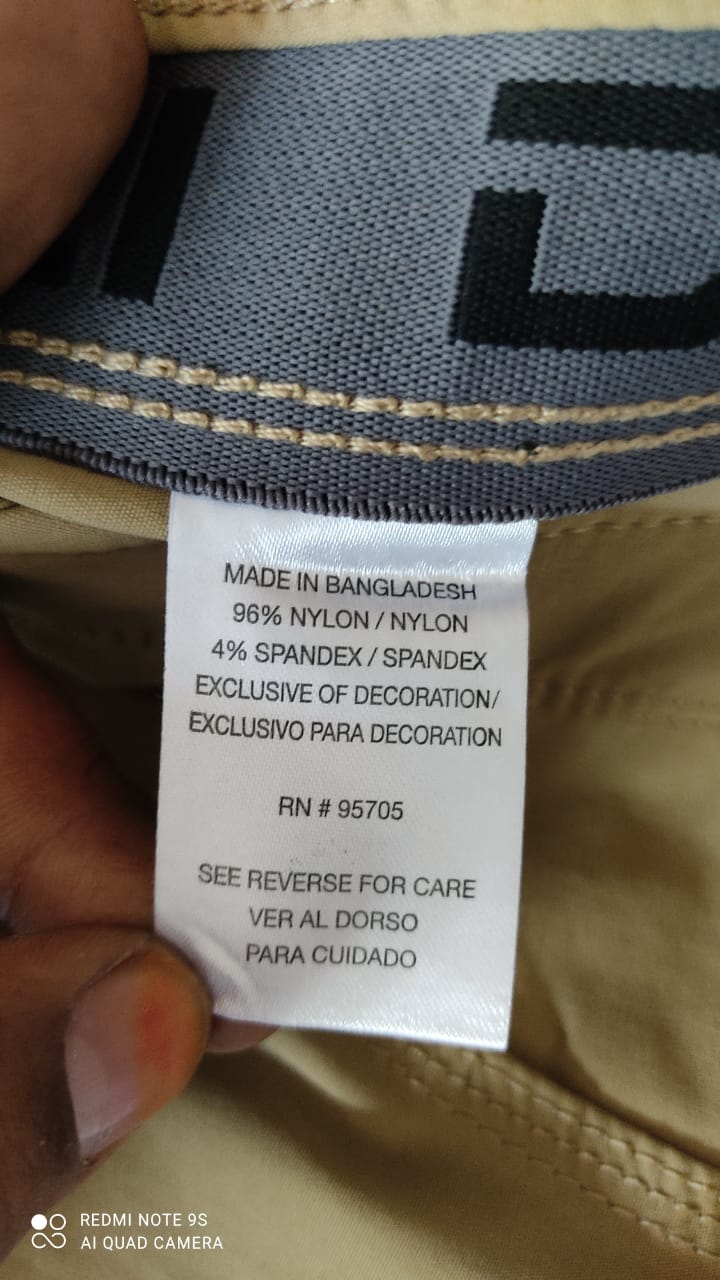 MADE IN BANGLADESH
96% NYLON / NYLON
4% SPANDEX / SPANDEX
EXCLUSIVE OF DECORATION/
EXCLUSIVO PARA DECORATION
RN # 95705
SEE REVERSE FOR CARE
VER AL DORSO
PARA CUIDADO
REDMI NOTE 9S
AI QUAD CAMERA